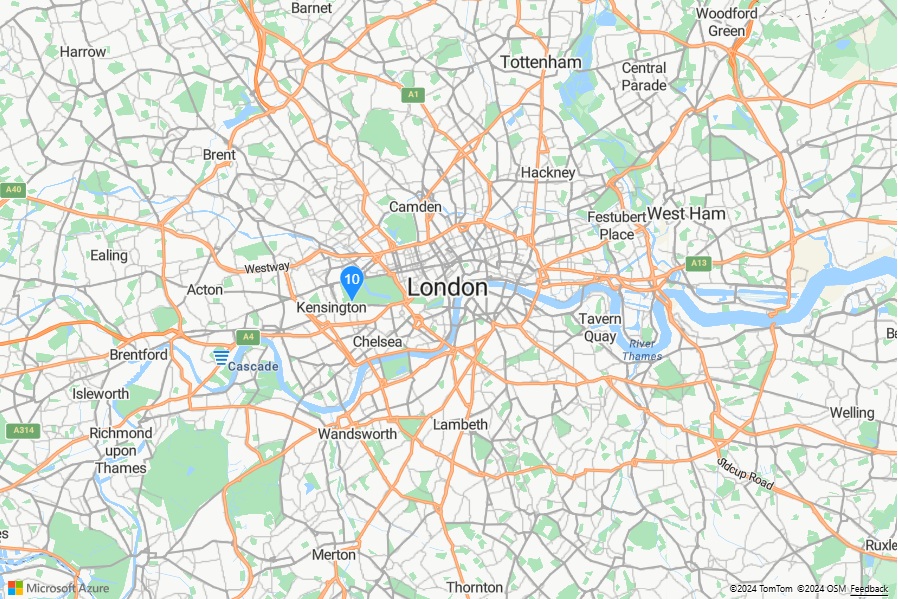 Barnet
Woodford
Green
Harrow
Tottenham
Central
Parade
A1
Brent
Hackney
A40
Camden
Festubert
Place
West Ham
Ealing
Westway
A13
Acton
10
London
Kensington
Tavern
Quay
A4
Chelsea
River
Thames
Brentford
Cascade
Isleworth
Welling
A314
Richmond
upon
Thames
Lambeth
Wandsworth
Sidcup Road
Merton
Ruxle
Thornton
Microsoft Azure
©2024 TomTom ©2024 OSM Feedback